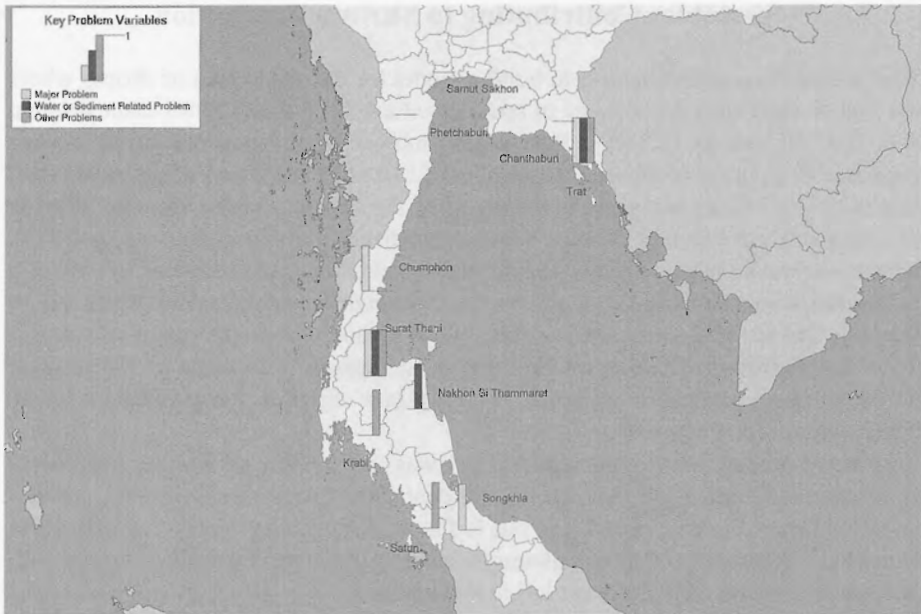 Key Problem Variables
1
Major Problem
Water or Sediment Related Problem
Other Problems
Samut Sakhon
Phetchaburi
Chanthaburi
Trat
Chumphon
Surat Thani
Nakhon Si Thammarat
Krabi
Songkhla
Satun